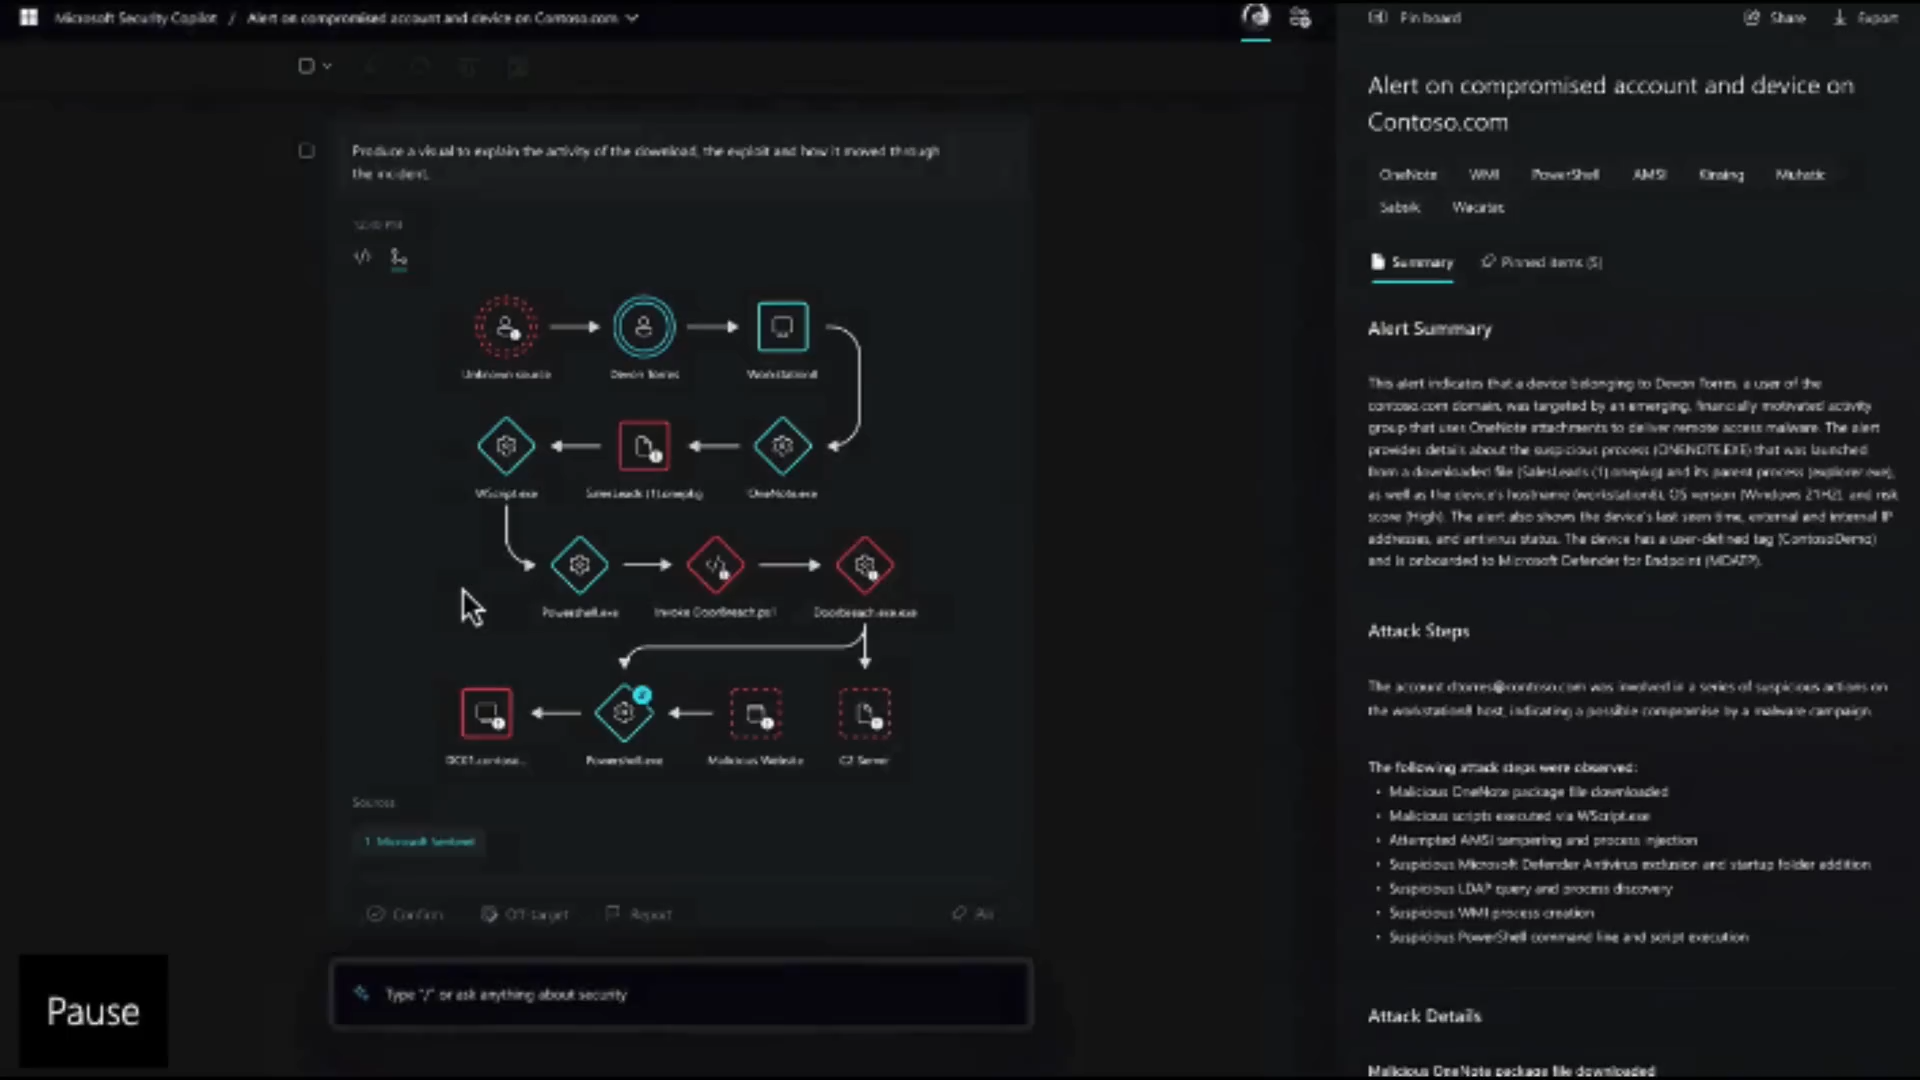 Microsoft Security Copilot / Alert on compromised account and device on Contoso.com
Produce a visual to explain the activity of the download, the exploit and how it moved through
the incident.
Unknown source
Devon Torres
Workstation8
WScript.exe
SalesLeads (1).onepkg
OneNote.exe
Powershell.exe
Invoke DoorBreach.ps1
Doorbreach.exe.exe
DC01.contoso...
Powershell.exe
Malicious Website
C2 Server
Sources
1 Microsoft Sentinel
Confirm
Off-target
Report
Pin
Type "/" or ask anything about security
Pause
Pin board
Share
Export
Alert on compromised account and device on
Contoso.com
OneNote WMI PowerShell AMSI Kinsing
Summary
Pinned items (5)
Alert Summary
This alert indicates that a device belonging to Devon Torres, a user of the
contoso.com domain, was targeted by an emerging, financially motivated activity
group that uses OneNote attachments to deliver remote access malware. The alert
provides details about the suspicious process (ONENOTE.EXE) that was launched
from a downloaded file (SalesLeads (1).onepkg) and its parent process (explorer.exe),
as well as the device's hostname (workstation8), OS version (Windows 21H2), and risk
score (High). The alert also shows the device's last seen time, external and internal IP
addresses, and antivirus status. The device has a user-defined tag (ContosoDemo)
and is onboarded to Microsoft Defender for Endpoint (MDATP).
Attack Steps
The account dtorres@contoso.com was involved in a series of suspicious actions on
the workstation8 host, indicating a possible compromise by a malware campaign.
The following attack steps were observed:
• Malicious OneNote package file downloaded
• Malicious scripts executed via WScript.exe
• Attempted AMSI tampering and process injection
• Suspicious Microsoft Defender Antivirus exclusion and startup folder addition
• Suspicious LDAP query and process discovery
• Suspicious WMI process creation
• Suspicious PowerShell command line and script execution
Attack Details
Malicious OneNote package file downloaded